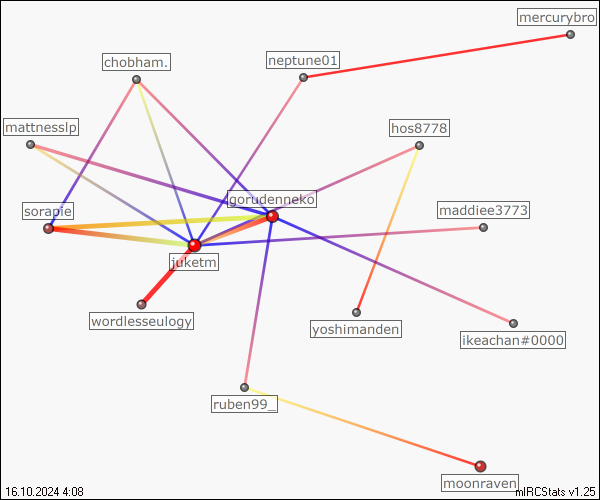 mercurybro
chobham.
neptune01
mattnesslp
hos8778
gorudenneko
sorapie
maddiee3773
juketm
wordlesseulogy
yoshimanden
ikeachan#0000
ruben99_
moonraven
16.10.2024 4:08
mIRCStats v1.25